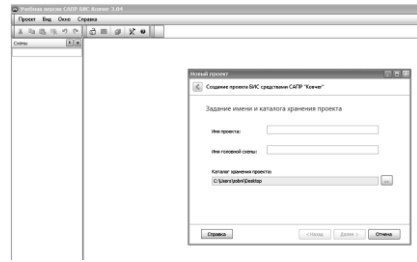 Учебная версия САПР БИС Ковчег 3.04
Проект Вид Окно Справка
Схемы
Новый проект
Создание проекта БИС средствами САПР "Ковчег"
Задание имени и каталога хранения проекта
Имя проекта:
Имя головной схемы:
Каталог хранения проекта:
C:\Users\polni\Desktop
...
Справка
< Назад
Далее >
Отмена